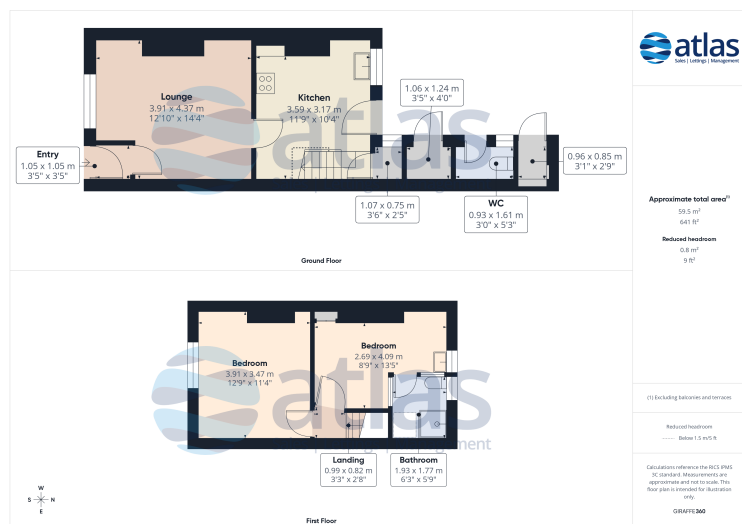 Lounge
3.91 x 4.37 m
12'10" x 14'4"
Kitchen
3.59 x 3.17 m
11'9" x 10'4"
1.06 x 1.24 m
3'5" x 4'0"
Entry
1.05 x 1.05 m
3'5" x 3'5"
0.96 x 0.85 m
3'1" x 2'9"
1.07 x 0.75 m
3'6" x 2'5"
WC
0.93 x 1.61 m
3'0" x 5'3"
atlas
Ground Floor
Bedroom
3.91 x 3.47 m
12'9" x 11'4"
Bedroom
2.69 x 4.09 m
8'9" x 13'5"
atlas
Landing
0.99 x 0.82 m
3'3" x 2'8"
Bathroom
1.93 x 1.77 m
6'3" x 5'9"
W
S N
E
First Floor
atlas
Sales | Lettings | Management
Approximate total area(1)
59.5 m²
641 ft²
Reduced headroom
0.8 m²
9 ft²
(1) Excluding balconies and terraces
Reduced headroom
Below 1.5 m/5 ft
Calculations reference the RICS IPMS
3C standard. Measurements are
approximate and not to scale. This
floor plan is intended for illustration
only.
GIRAFFE360